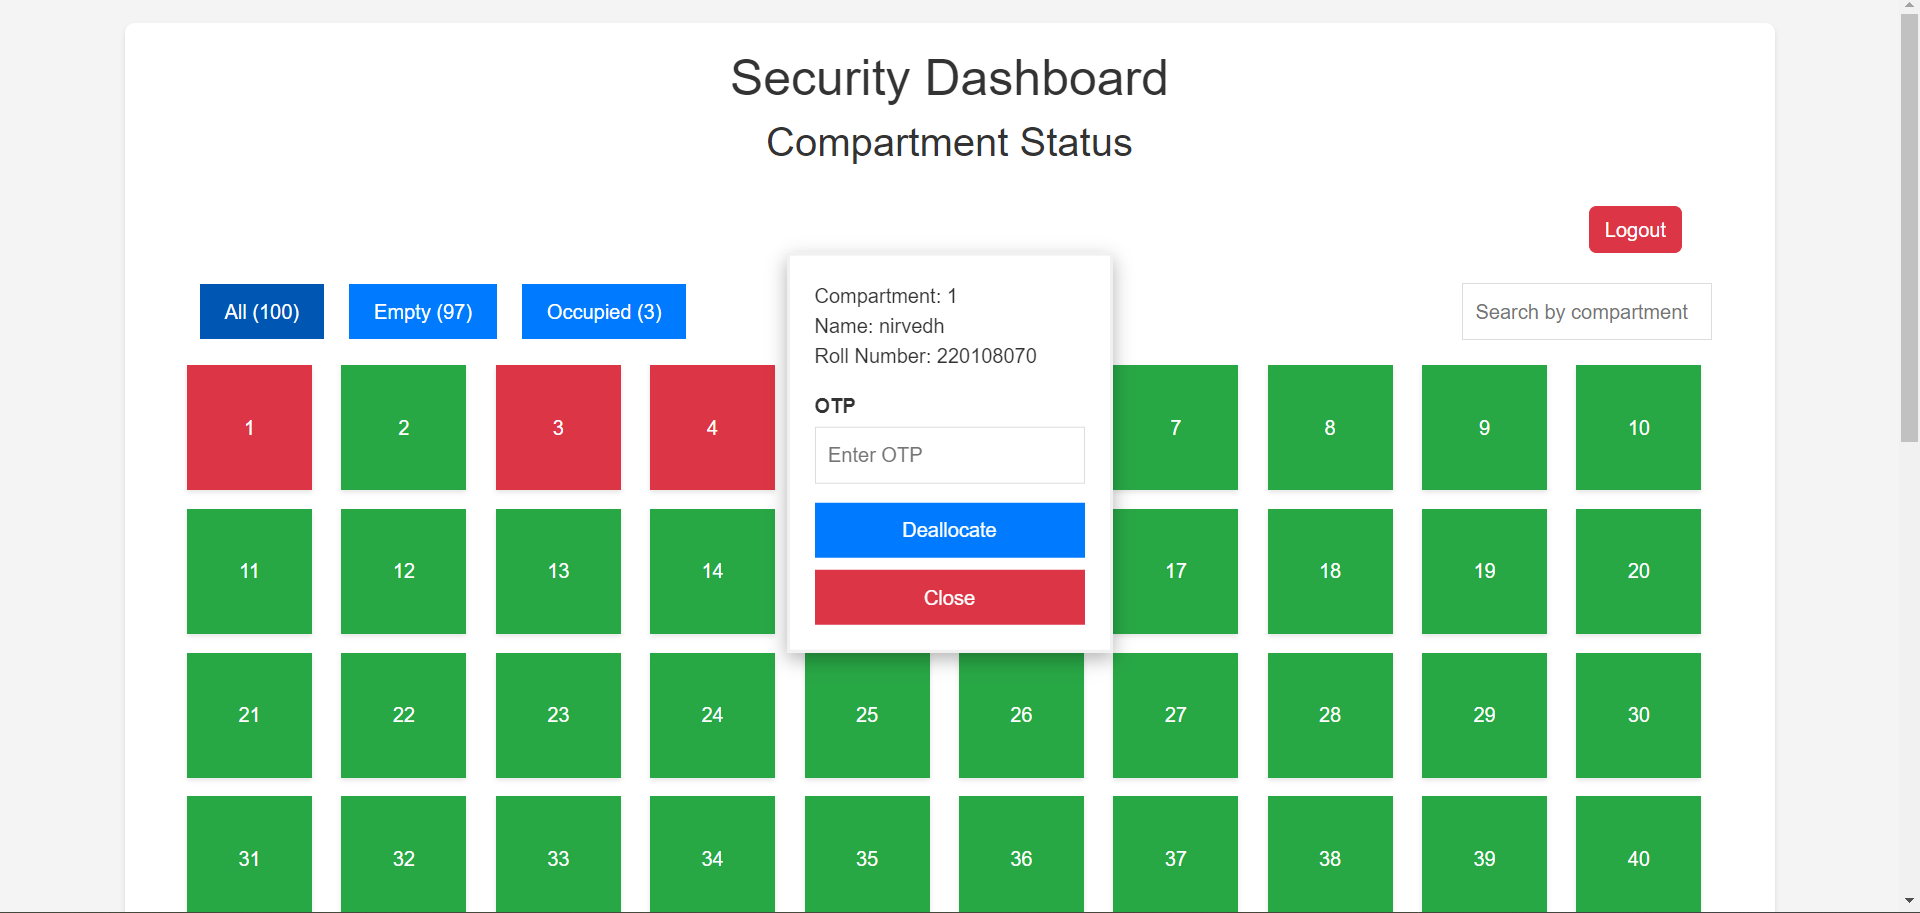 Security Dashboard
Compartment Status
Logout
All (100) Empty (97) Occupied (3) Search by compartment
Compartment: 1
Name: nirvedh
Roll Number: 220108070
OTP
Enter OTP
Deallocate
Close
1 2 3 4 7 8 9 10
11 12 13 14 17 18 19 20
21 22 23 24 25 26 27 28 29 30
31 32 33 34 35 36 37 38 39 40